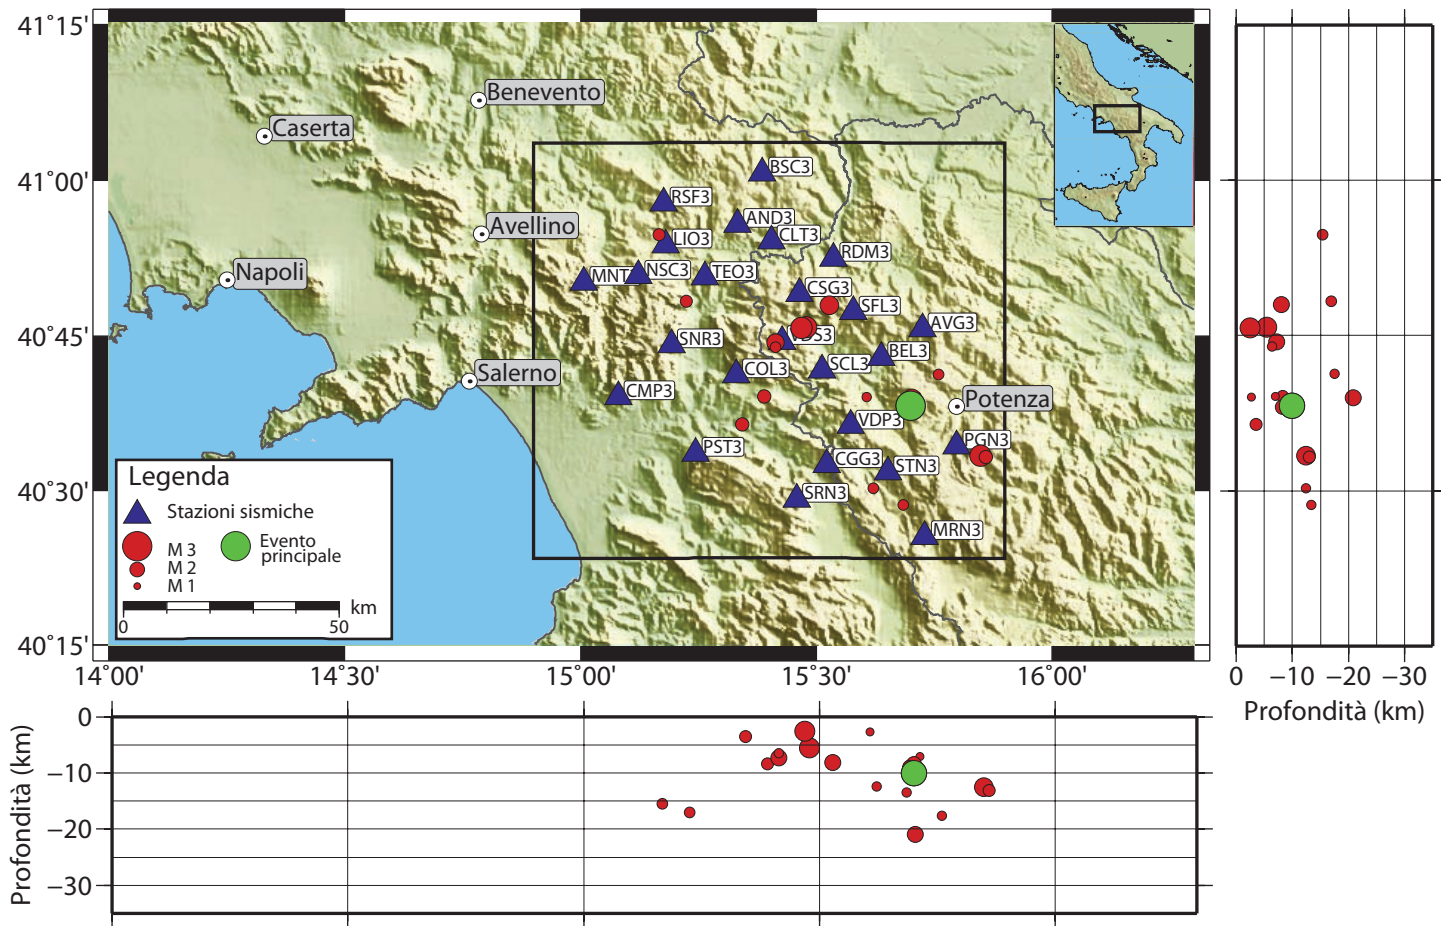 41°15'
41°00'
40°45'
40°30'
40°15'
14°00'
14°30'
15°00'
15°30'
16°00'
Benevento
Caserta
Avellino
Napoli
Salerno
Potenza
BSC3
RSF3
AND3
CLT3
LIO3
RDM3
MNT
NSC3
TEO3
CSG3
SFL3
AVG3
SNR3
BEL3
COL3
SCL3
CMP3
VDP3
PST3
PGN3
CGG3
STN3
SRN3
MRN3
Legenda
Stazioni sismiche
M 3
M 2
M 1
Evento
principale
km
0
50
0
−10
−20
−30
Profondità (km)
Profondità (km)
0
−10
−20
−30